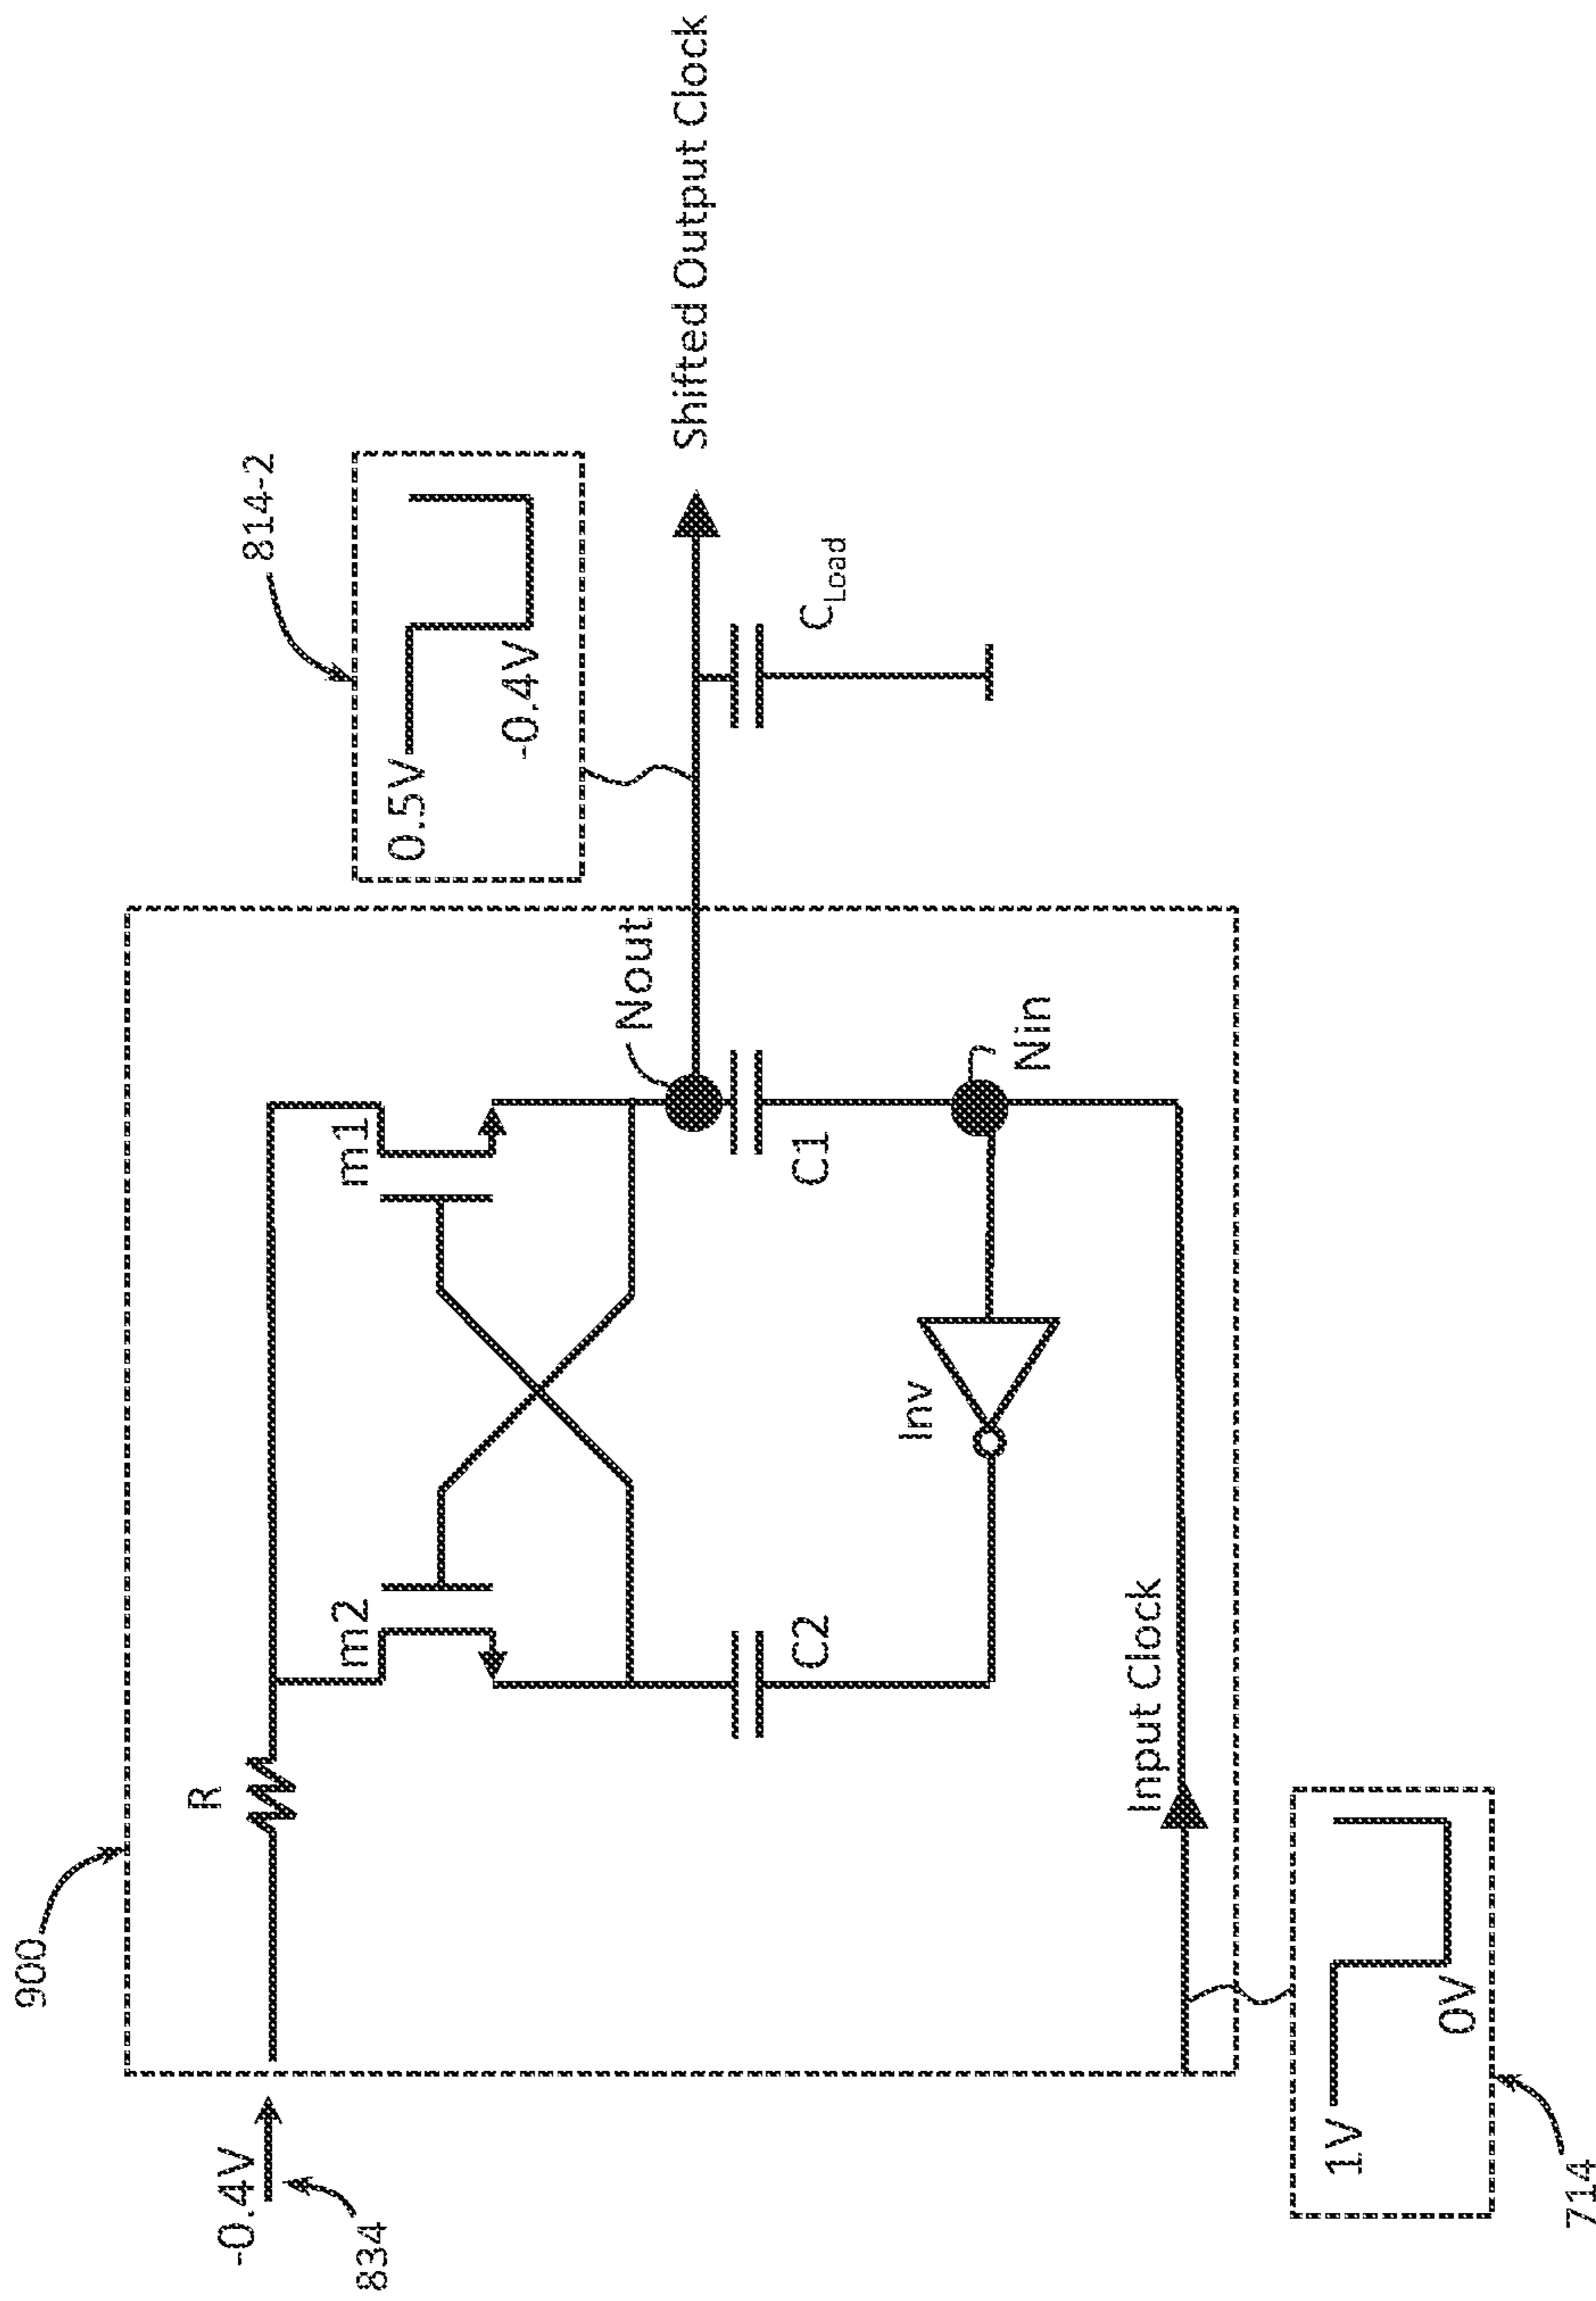 900
-0.4V
834
R
m2
m1
C2
C1
Inv
Nout
Nin
Input Clock
1V
0V
714
814-2
0.5V
-0.4V
CLoad
Shifted Output Clock